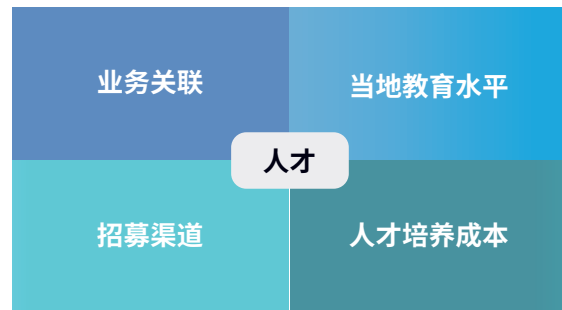 业务关联
当地教育水平
人才
招募渠道
人才培养成本